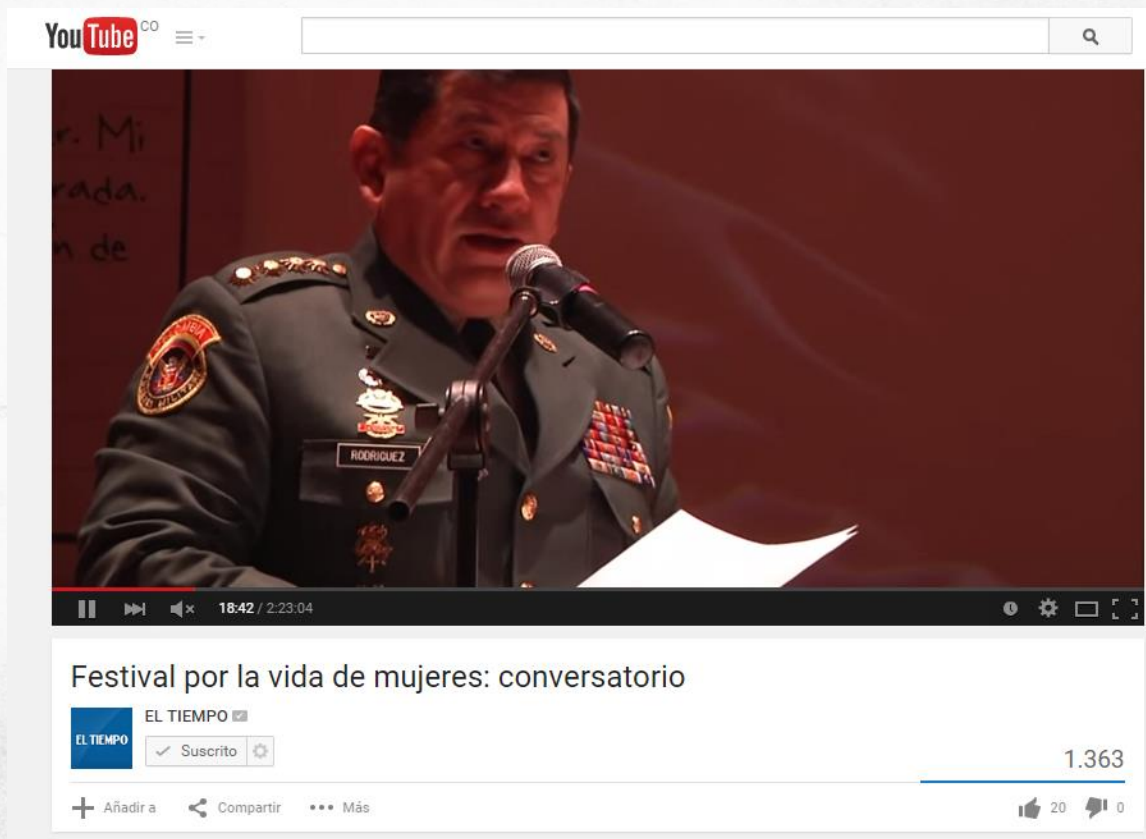 YouTube CO
r. Mi
rada.
n de
COLOMBIA
RODRIGUEZ
18:42 / 2:23:04
Festival por la vida de mujeres: conversatorio
EL TIEMPO
EL TIEMPO
Suscrito
1.363
Añadir a
Compartir
Más
20
0